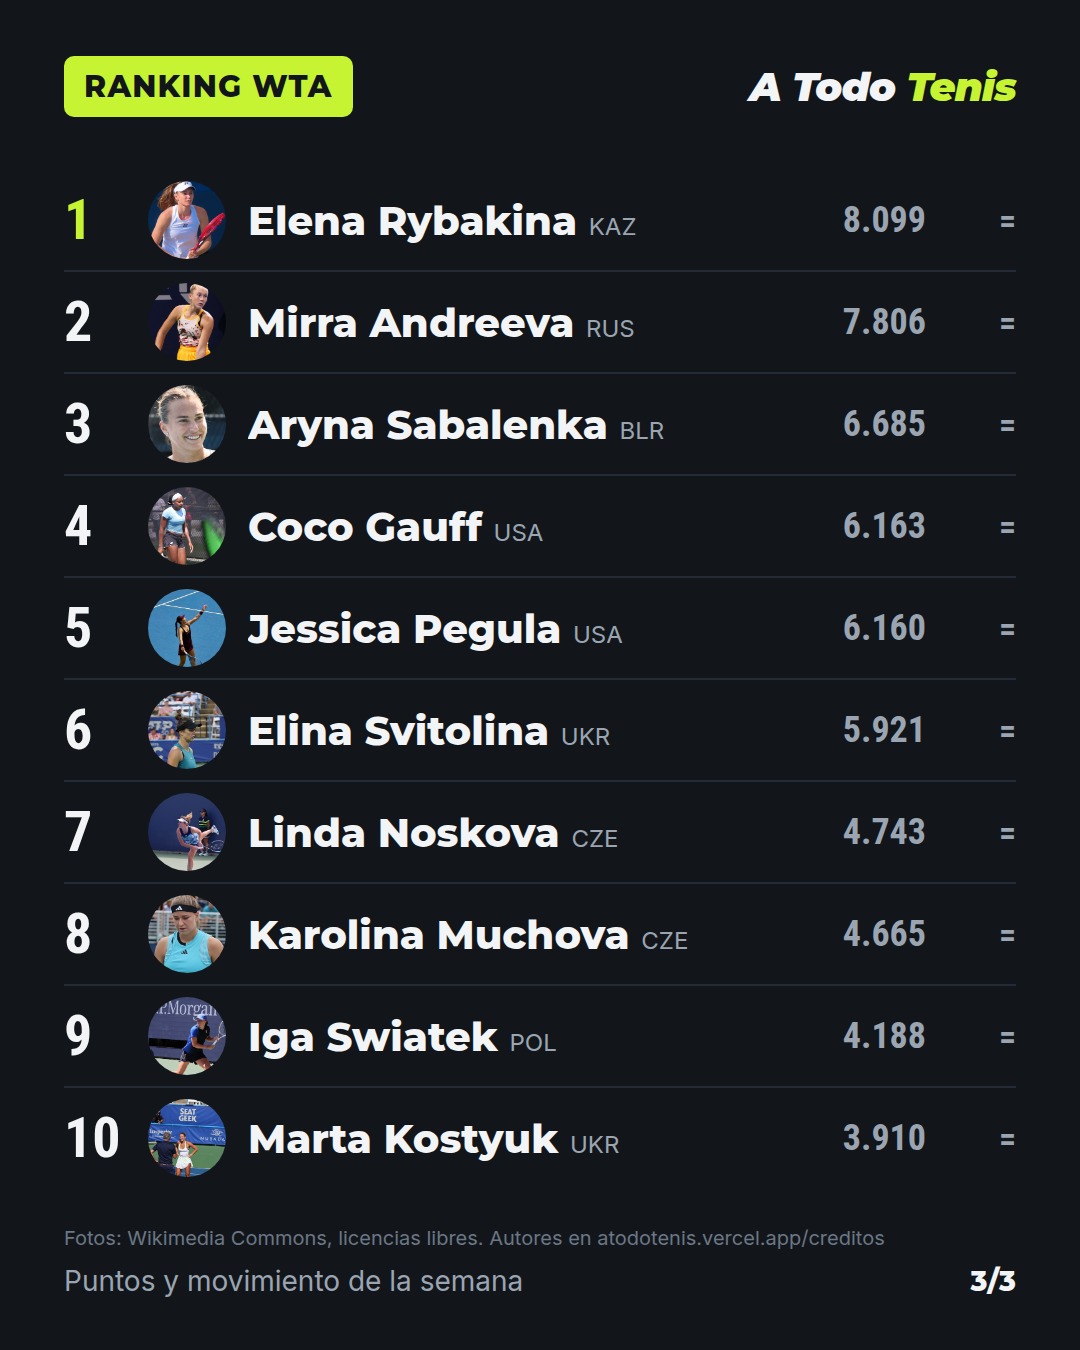 RANKING WTA
A Todo Tenis
1 Elena Rybakina KAZ 8.099 =
2 Mirra Andreeva RUS 7.806 =
3 Aryna Sabalenka BLR 6.685 =
4 Coco Gauff USA 6.163 =
5 Jessica Pegula USA 6.160 =
6 Elina Svitolina UKR 5.921 =
7 Linda Noskova CZE 4.743 =
8 Karolina Muchova CZE 4.665 =
9 Iga Swiatek POL 4.188 =
10 Marta Kostyuk UKR 3.910 =
Fotos: Wikimedia Commons, licencias libres. Autores en atodotenis.vercel.app/creditos
Puntos y movimiento de la semana 3/3